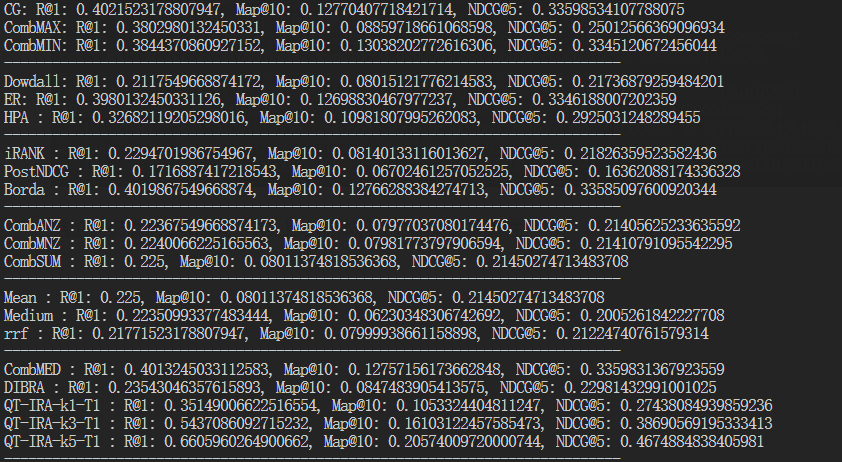 CG: R@1: 0.4021523178807947, Map@10: 0.12770407718421714, NDCG@5: 0.33598534107788075
CombMAX: R@1: 0.3802980132450331, Map@10: 0.08859718661068598, NDCG@5: 0.25012566369096934
CombMIN: R@1: 0.3844370860927152, Map@10: 0.13038202772616306, NDCG@5: 0.3345120672456044
Dowdall: R@1: 0.2117549668874172, Map@10: 0.08015121776214583, NDCG@5: 0.21736879259484201
ER: R@1: 0.3980132450331126, Map@10: 0.12698830467977237, NDCG@5: 0.3346188007202359
HPA : R@1: 0.32682119205298016, Map@10: 0.10981807995262083, NDCG@5: 0.2925031248289455
iRANK : R@1: 0.2294701986754967, Map@10: 0.08140133116013627, NDCG@5: 0.21826359523582436
PostNDCG : R@1: 0.1716887417218543, Map@10: 0.06702461257052525, NDCG@5: 0.16362088174336328
Borda : R@1: 0.4019867549668874, Map@10: 0.12766288384274713, NDCG@5: 0.33585097600920344
CombANZ : R@1: 0.22367549668874173, Map@10: 0.07977037080174476, NDCG@5: 0.21405625233635592
CombMNZ : R@1: 0.2240066225165563, Map@10: 0.07981773797906594, NDCG@5: 0.21410791095542295
CombSUM : R@1: 0.225, Map@10: 0.08011374818536368, NDCG@5: 0.21450274713483708
Mean : R@1: 0.225, Map@10: 0.08011374818536368, NDCG@5: 0.21450274713483708
Medium : R@1: 0.22350993377483444, Map@10: 0.06230348306742692, NDCG@5: 0.2005261842227708
rrf : R@1: 0.21771523178807947, Map@10: 0.07999938661158898, NDCG@5: 0.21224740761579314
CombMED : R@1: 0.4013245033112583, Map@10: 0.12757156173662848, NDCG@5: 0.3359831367923559
DIBRA : R@1: 0.23543046357615893, Map@10: 0.0847483905413575, NDCG@5: 0.22981432991001025
QT-IRA-k1-T1 : R@1: 0.35149006622516554, Map@10: 0.1053324404811247, NDCG@5: 0.27438084939859236
QT-IRA-k3-T1 : R@1: 0.5437086092715232, Map@10: 0.16103122457585473, NDCG@5: 0.38690569195333413
QT-IRA-k5-T1 : R@1: 0.6605960264900662, Map@10: 0.20574009720000744, NDCG@5: 0.4674884838405981